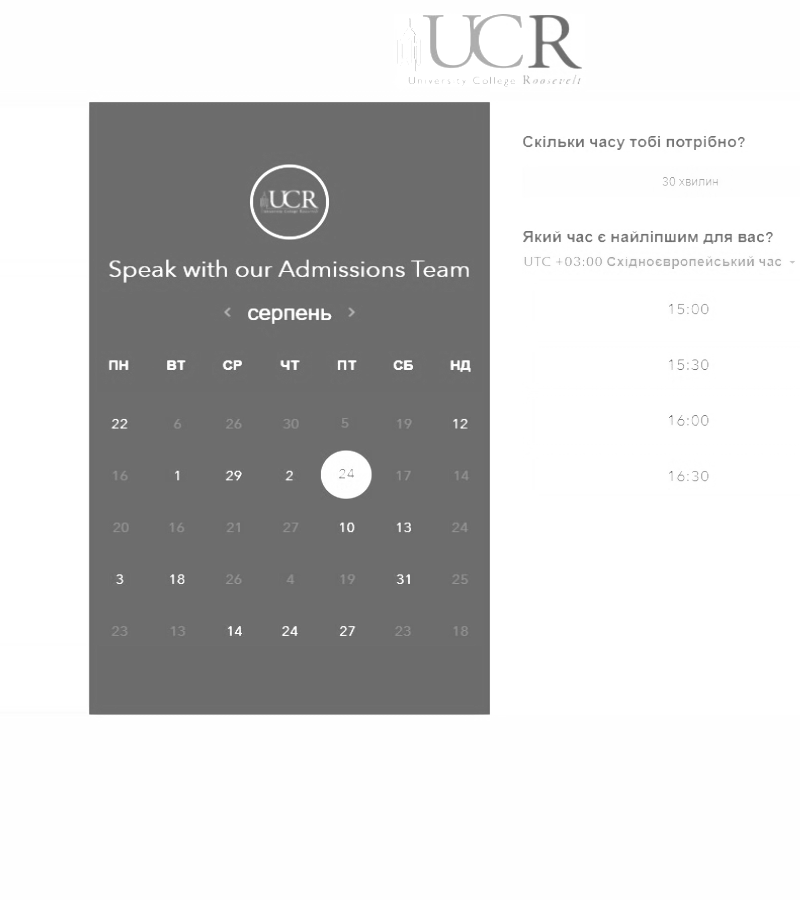 UCR
University College Roosevelt
UCR
Speak with our Admissions Team
< серпень >
ПН ВТ СР ЧТ ПТ СБ НД
22 6 26 30 5 19 12
16 1 29 2 24 17 14
20 16 21 27 10 13 24
3 18 26 4 19 31 25
23 13 14 24 27 23 18
Скільки часу тобі потрібно?
30 хвилин
Який час є найліпшим для вас?
UTC +03:00 Східноєвропейський час
15:00
15:30
16:00
16:30